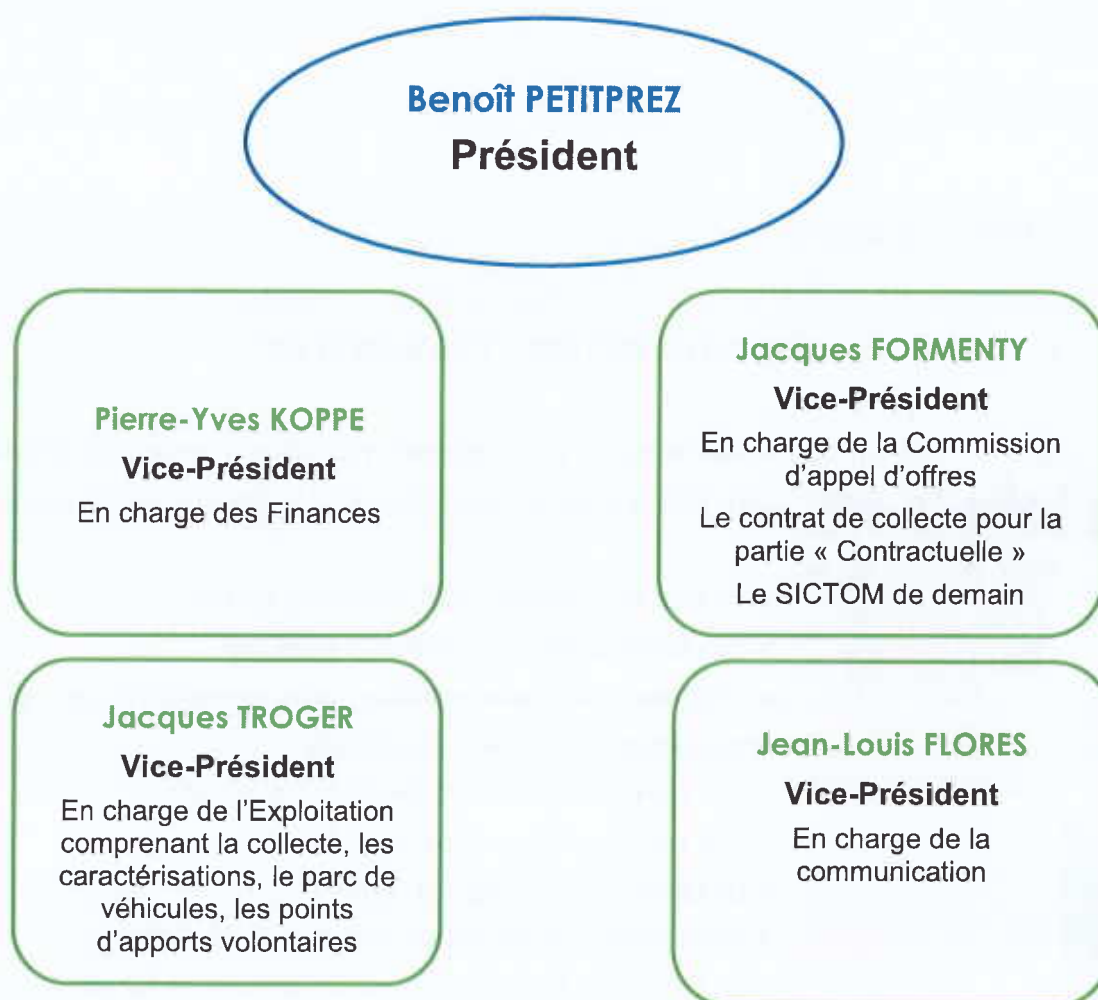 Benoît PETITPREZ
Président
Pierre-Yves KOPPE
Vice-Président
En charge des Finances
Jacques FORMENTY
Vice-Président
En charge de la Commission
d'appel d'offres
Le contrat de collecte pour la
partie « Contractuelle »
Le SICTOM de demain
Jacques TROGER
Vice-Président
En charge de l'Exploitation
comprenant la collecte, les
caractérisations, le parc de
véhicules, les points
d'apports volontaires
Jean-Louis FLORES
Vice-Président
En charge de la
communication